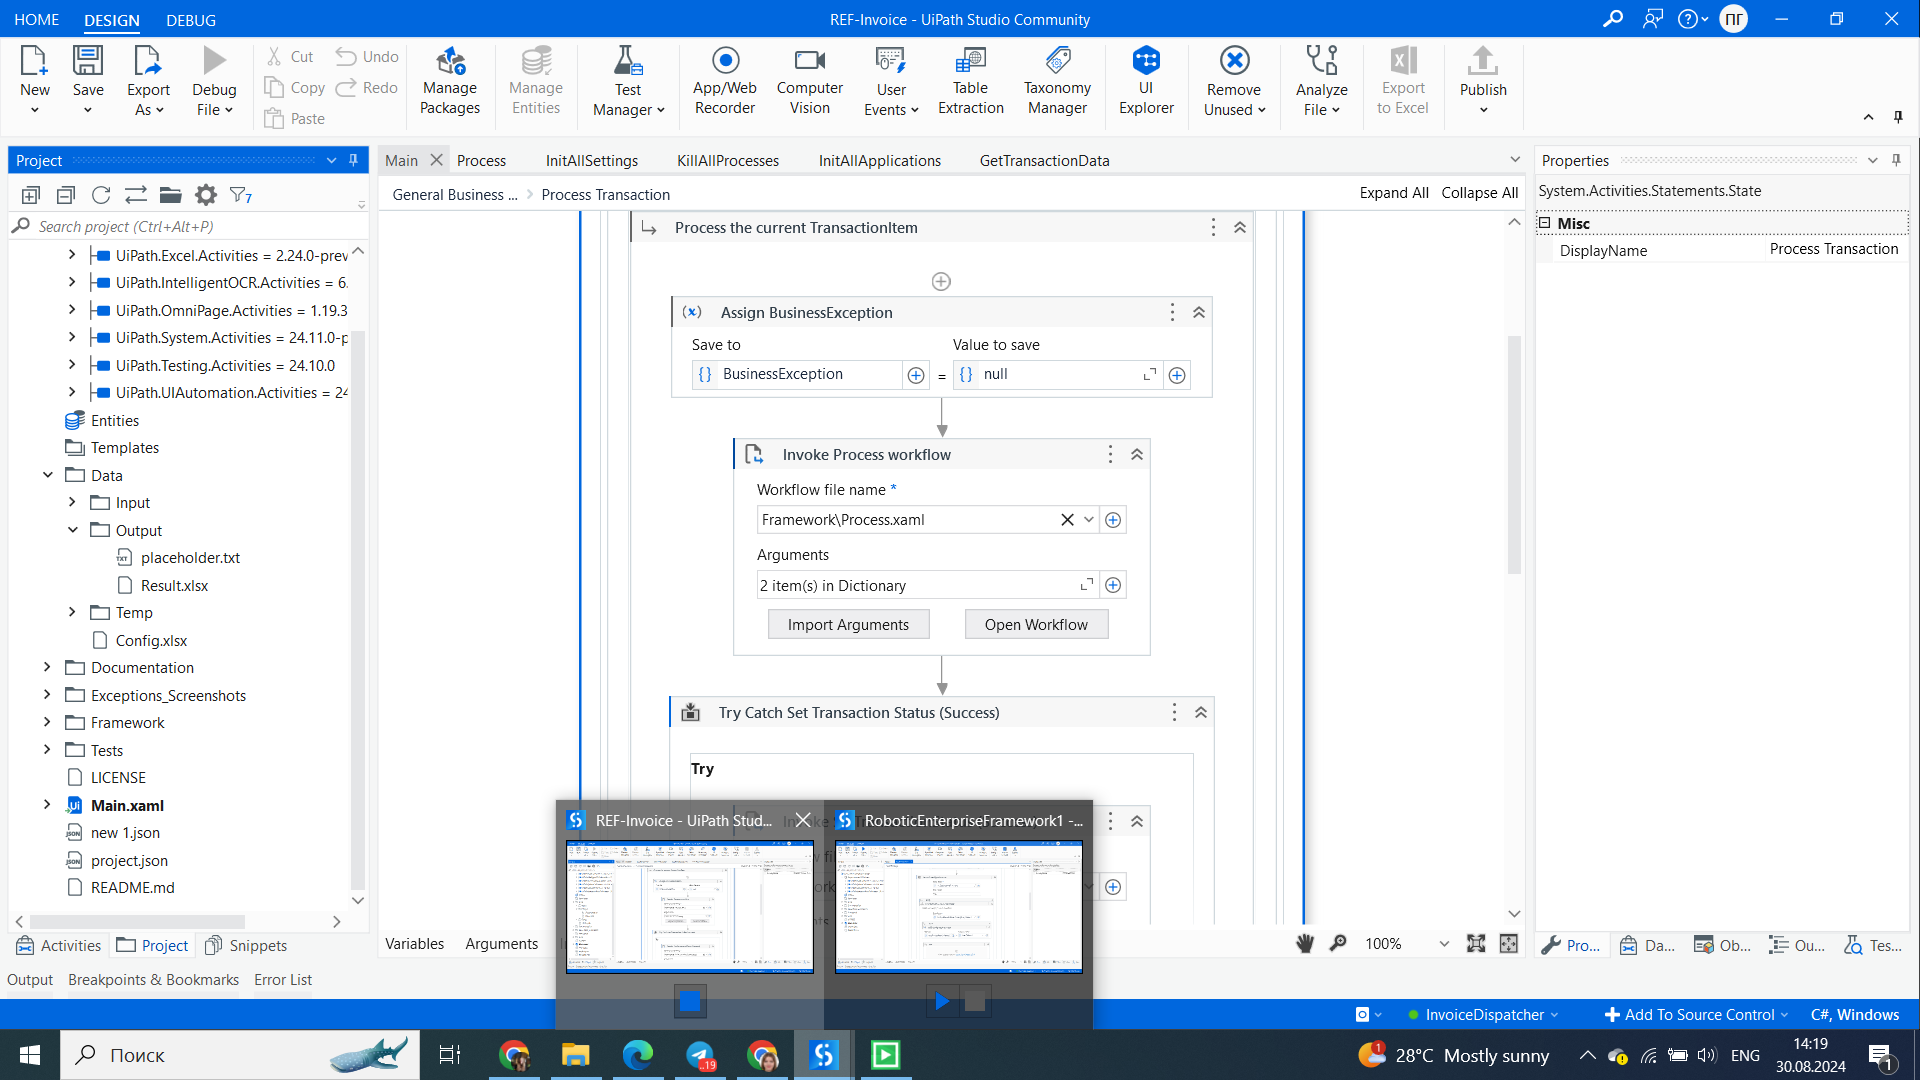 HOME DESIGN DEBUG
REF-Invoice - UiPath Studio Community
ПГ
New
Save
Export As
Debug File
Cut
Copy
Paste
Undo
Redo
Manage Packages
Manage Entities
Test Manager
App/Web Recorder
Computer Vision
User Events
Table Extraction
Taxonomy Manager
UI Explorer
Remove Unused
Analyze File
Export to Excel
Publish
Project
7
Search project (Ctrl+Alt+P)
UiPath.Excel.Activities = 2.24.0-prev
UiPath.IntelligentOCR.Activities = 6.
UiPath.OmniPage.Activities = 1.19.3
UiPath.System.Activities = 24.11.0-p
UiPath.Testing.Activities = 24.10.0
UiPath.UIAutomation.Activities = 24
Entities
Templates
Data
Input
Output
placeholder.txt
Result.xlsx
Temp
Config.xlsx
Documentation
Exceptions_Screenshots
Framework
Tests
LICENSE
Main.xaml
new 1.json
project.json
README.md
Activities Project Snippets
Output Breakpoints & Bookmarks Error List
Main Process InitAllSettings KillAllProcesses InitAllApplications GetTransactionData
General Business ... Process Transaction
Expand All Collapse All
Process the current TransactionItem
Assign BusinessException
Save to Value to save
BusinessException = null
Invoke Process workflow
Workflow file name *
Framework\Process.xaml
Arguments
2 item(s) in Dictionary
Import Arguments Open Workflow
Try Catch Set Transaction Status (Success)
Try
REF-Invoice - UiPath Stud...
RoboticEnterpriseFramework1 -...
Variables Arguments
100%
Properties
System.Activities.Statements.State
Misc
DisplayName Process Transaction
Pro... Da... Ob... Ou... Tes...
InvoiceDispatcher Add To Source Control C#, Windows
Поиск
..19
1
28°C Mostly sunny
ENG
14:19
30.08.2024
1